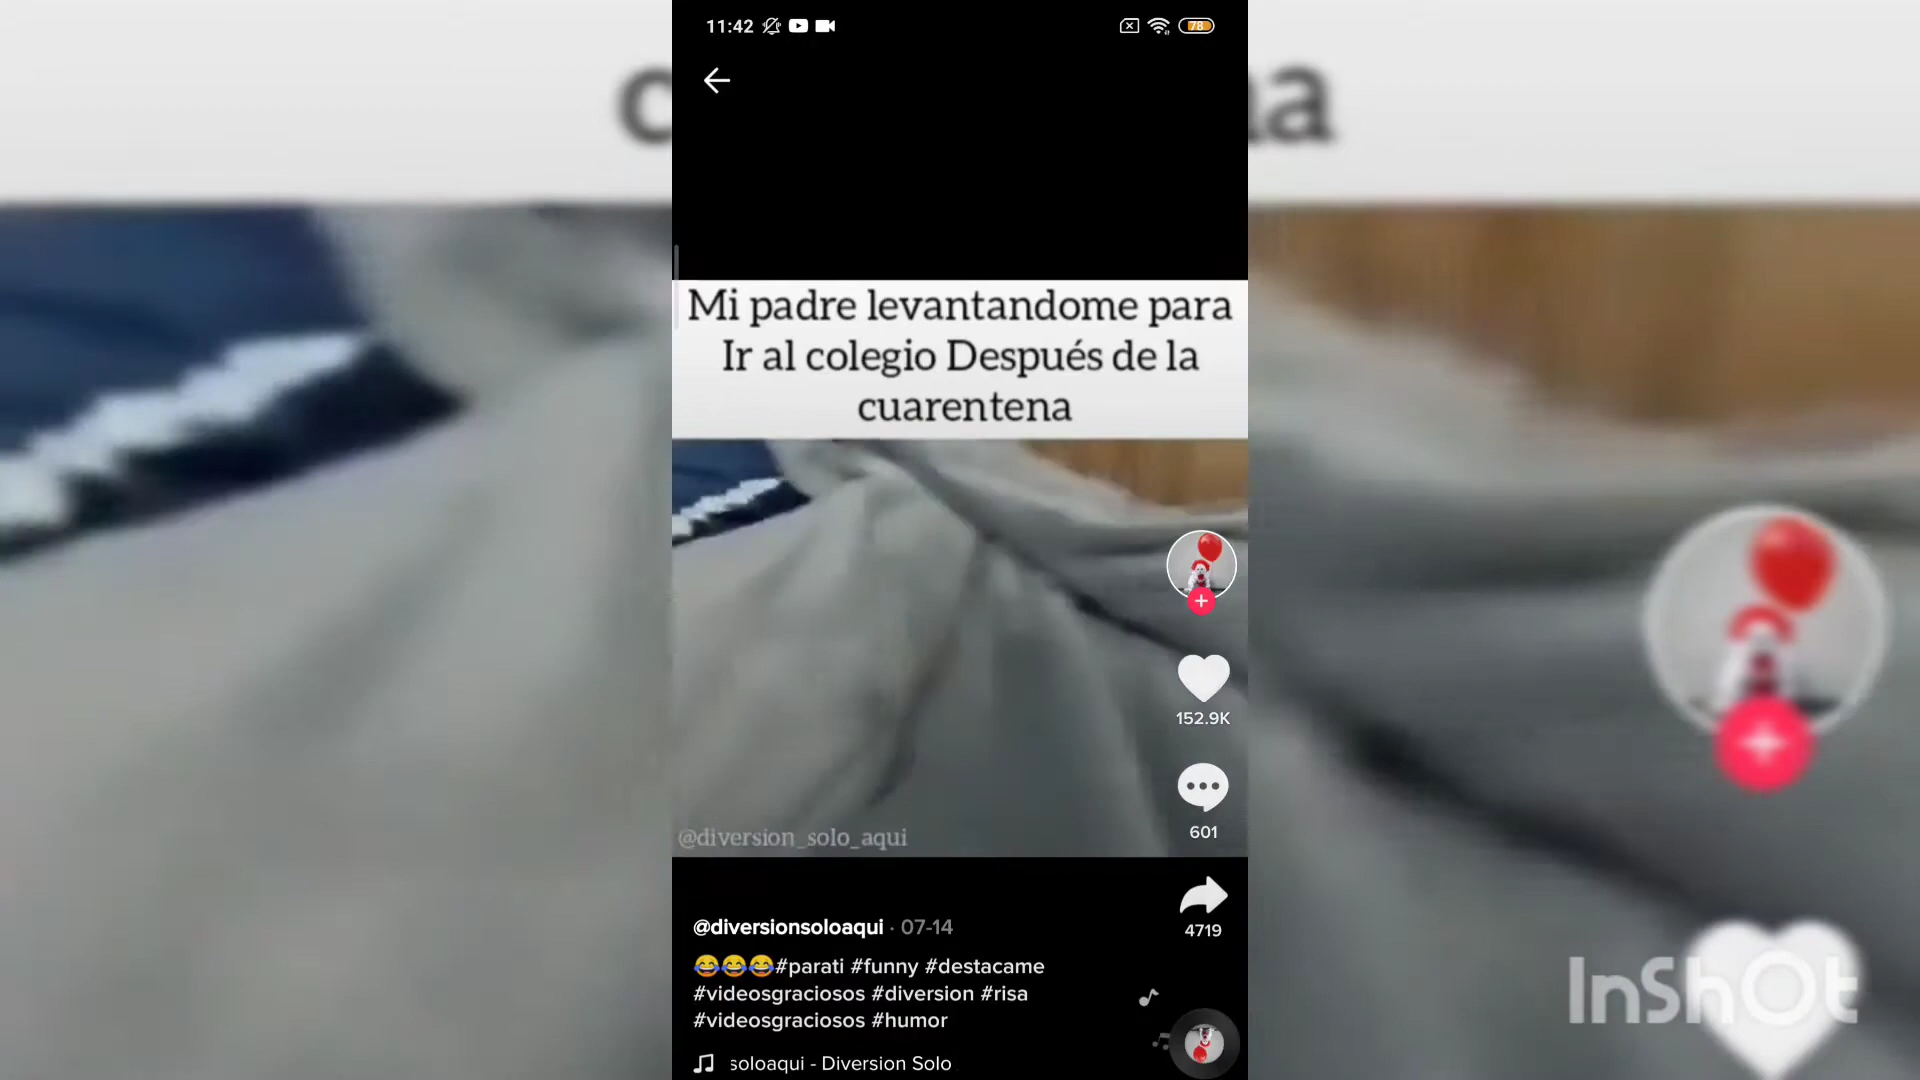 11:42
78
Mi padre levantandome para
Ir al colegio Después de la
cuarentena
152.9K
601
@diversion_solo_aqui
4719
@diversionsoloaqui · 07-14
😂😂😂#parati #funny #destacame
#videosgraciosos #diversion #risa
#videosgraciosos #humor
soloaqui - Diversion Solo
InShOt